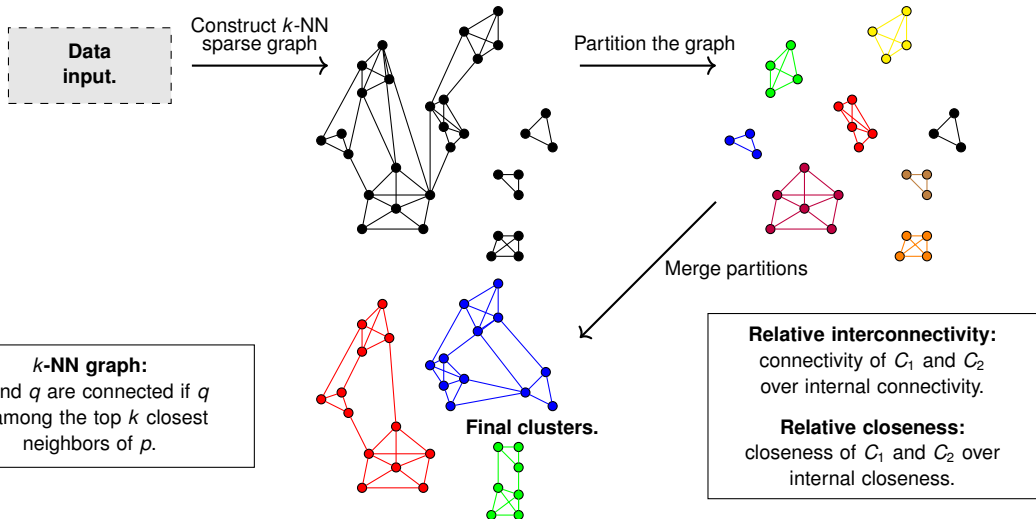 Data
input.
Construct k-NN
sparse graph
Partition the graph
Merge partitions
k-NN graph:
nd q are connected if q
among the top k closest
neighbors of p.
Final clusters.
Relative interconnectivity:
connectivity of C₁ and C₂
over internal connectivity.
Relative closeness:
closeness of C₁ and C₂ over
internal closeness.